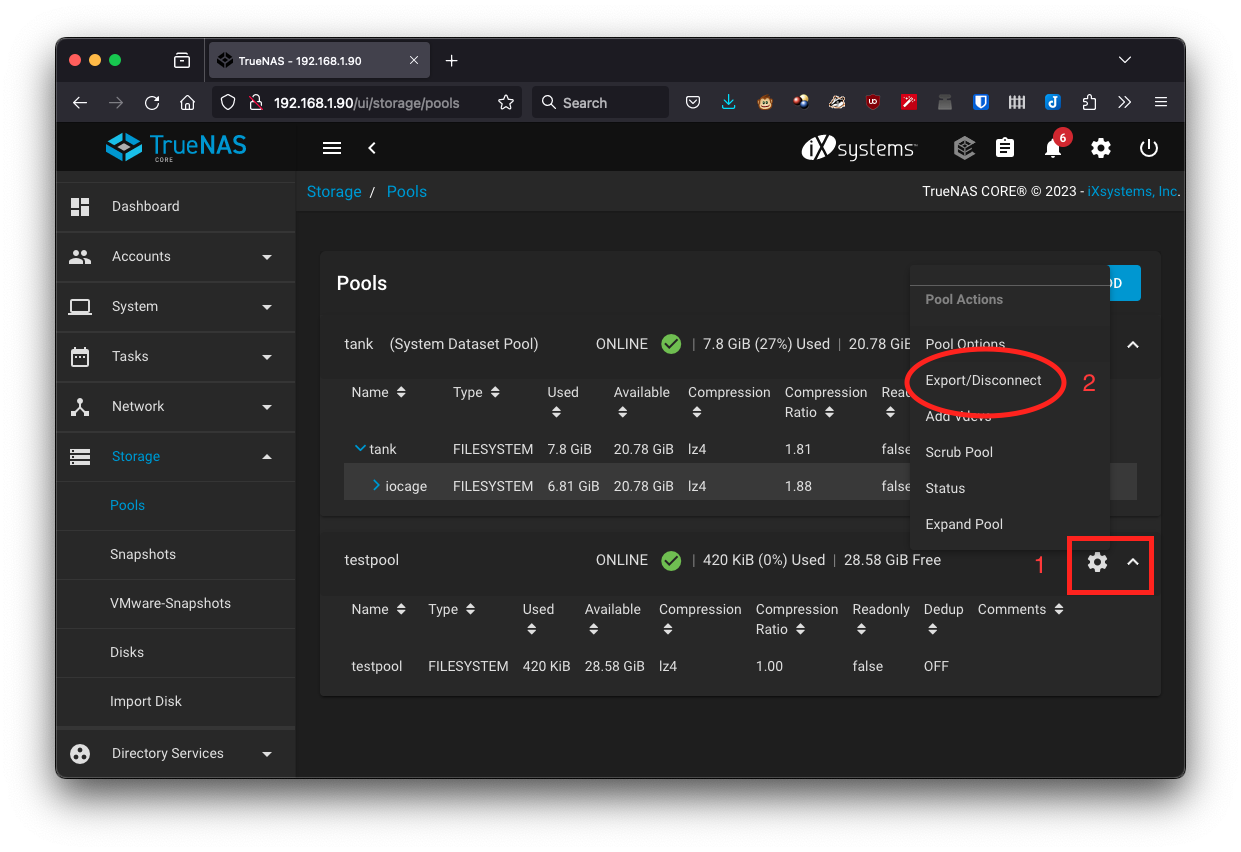 TrueNAS - 192.168.1.90
192.168.1.90/ui/storage/pools
Search
TrueNAS
CORE
iXsystems
6
Storage / Pools
TrueNAS CORE® © 2023 - iXsystems, Inc.
Dashboard
Accounts
System
Tasks
Network
Storage
Pools
Snapshots
VMware-Snapshots
Disks
Import Disk
Directory Services
Pools
D
tank (System Dataset Pool) ONLINE | 7.8 GiB (27%) Used | 20.78 GiB
Name Type Used Available Compression Compression Ratio
tank FILESYSTEM 7.8 GiB 20.78 GiB lz4 1.81 false
iocage FILESYSTEM 6.81 GiB 20.78 GiB lz4 1.88 false
Pool Actions
Pool Options
Export/Disconnect
2
Add Vdevs
Scrub Pool
Status
Expand Pool
testpool ONLINE | 420 KiB (0%) Used | 28.58 GiB Free
1
Name Type Used Available Compression Compression Ratio Readonly Dedup Comments
testpool FILESYSTEM 420 KiB 28.58 GiB lz4 1.00 false OFF